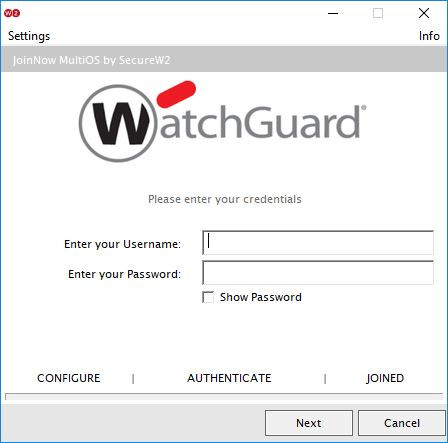 W2
Settings Info
JoinNow MultiOS by SecureW2
WatchGuard®
Please enter your credentials
Enter your Username:
Enter your Password:
Show Password
CONFIGURE | AUTHENTICATE | JOINED
Next Cancel